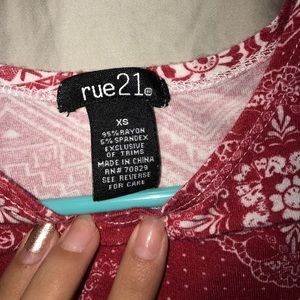 rue21®
XS
95% RAYON
5% SPANDEX
EXCLUSIVE
OF TRIMS
MADE IN CHINA
RN# 70829
SEE REVERSE
FOR CARE